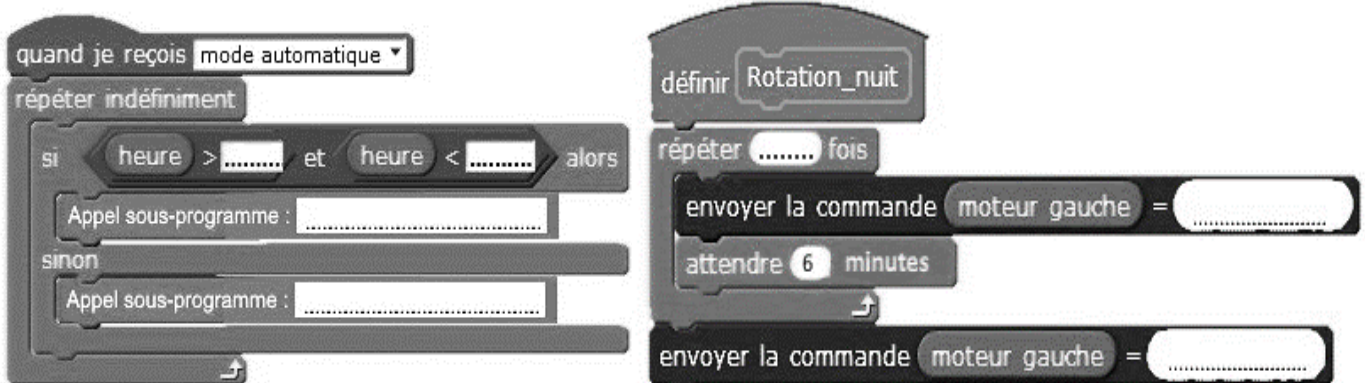 quand je reçois mode automatique
répéter indéfiniment
si heure > .......... et heure < .......... alors
Appel sous-programme : ..........................................
sinon
Appel sous-programme : ..........................................
définir Rotation_nuit
répéter ........ fois
envoyer la commande moteur gauche = .......................
attendre 6 minutes
envoyer la commande moteur gauche = .......................